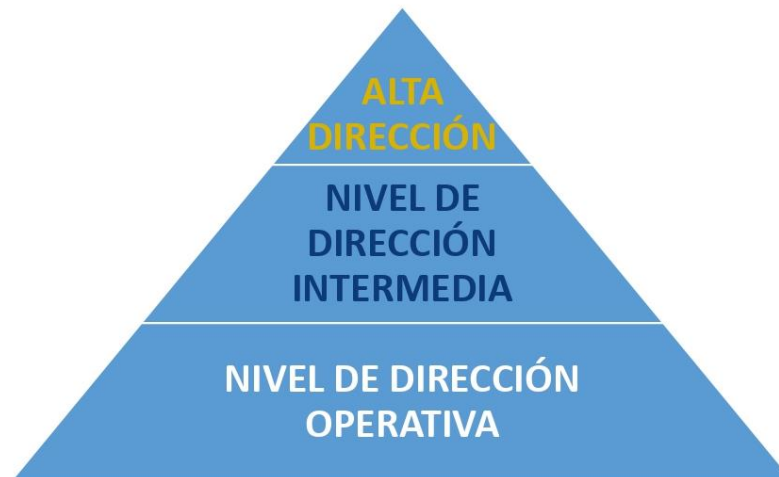 ALTA
DIRECCIÓN
NIVEL DE
DIRECCIÓN
INTERMEDIA
NIVEL DE DIRECCIÓN
OPERATIVA